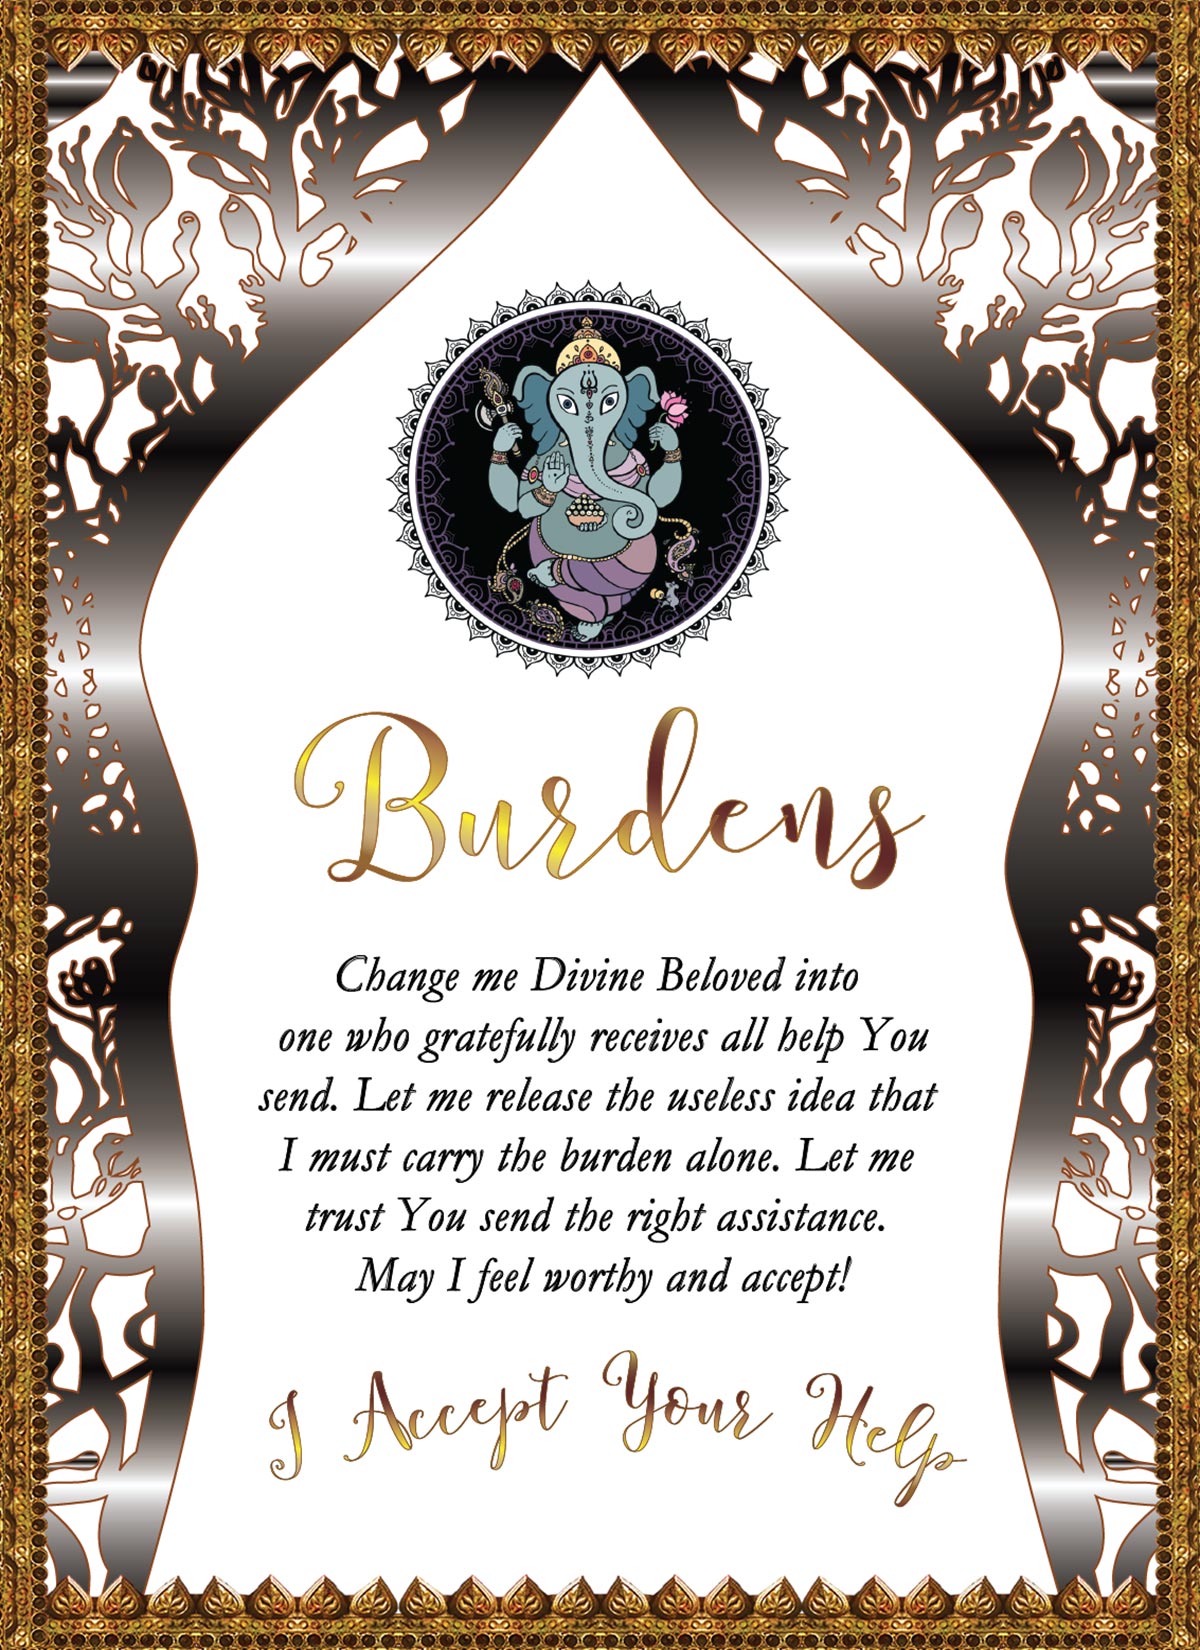 Burdens
Change me Divine Beloved into
one who gratefully receives all help You
send. Let me release the useless idea that
I must carry the burden alone. Let me
trust You send the right assistance.
May I feel worthy and accept!
I Accept Your Help